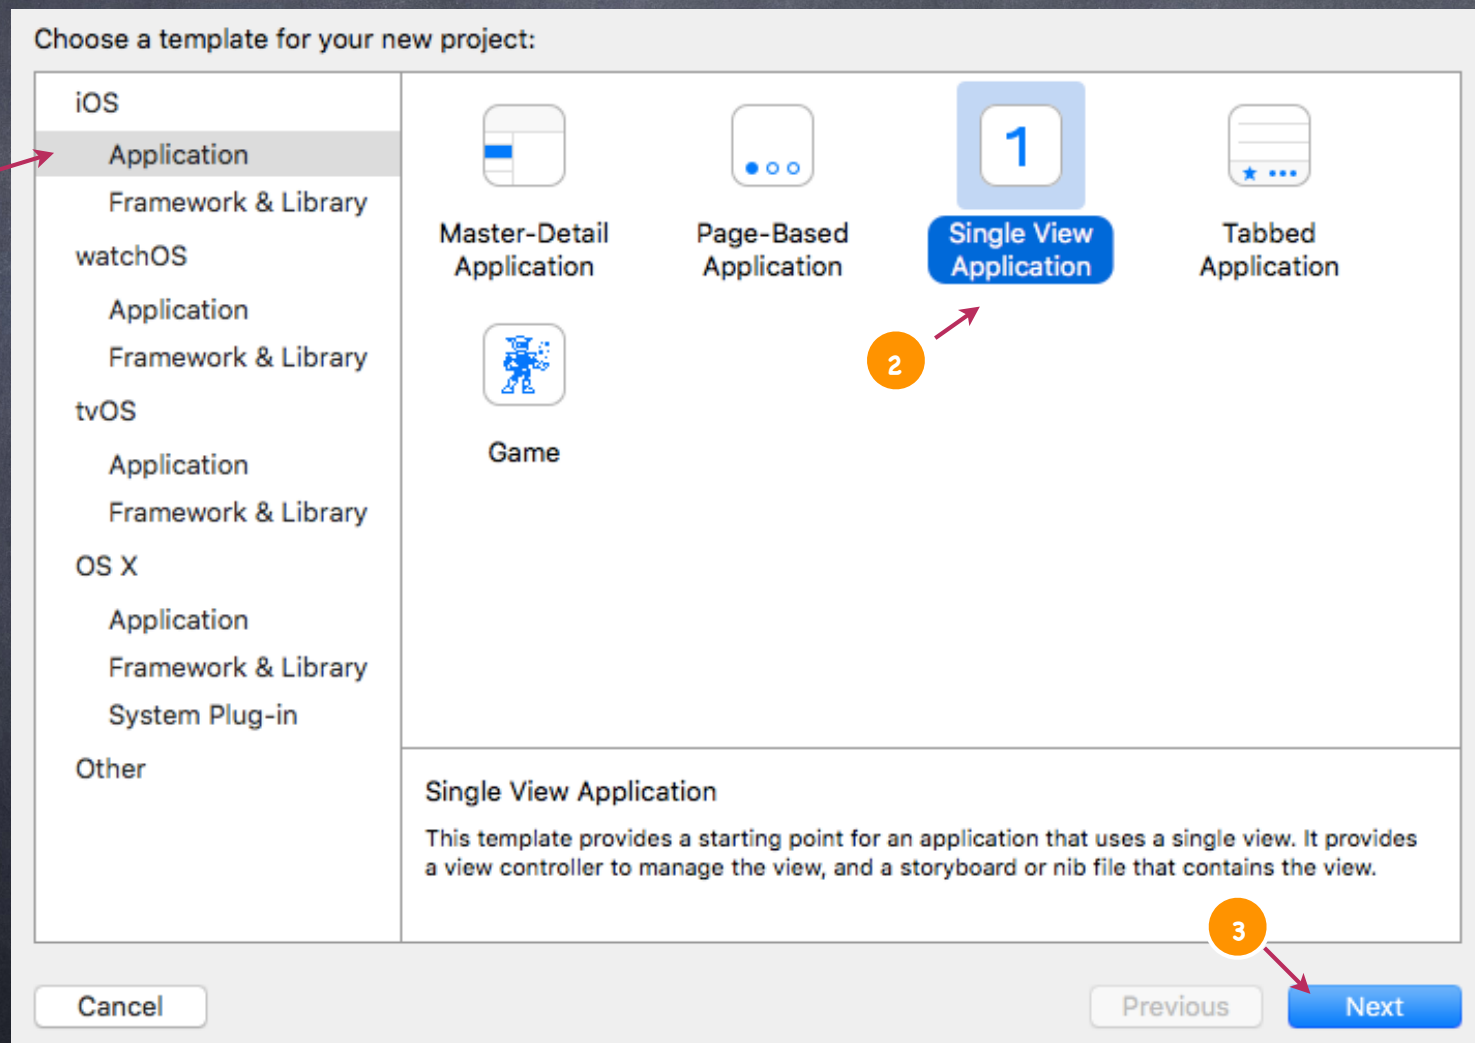 Choose a template for your new project:
iOS
Application
Framework & Library
watchOS
Application
Framework & Library
tvOS
Application
Framework & Library
OS X
Application
Framework & Library
System Plug-in
Other
Master-Detail
Application
Page-Based
Application
1
Single View
Application
Tabbed
Application
2
Game
Single View Application
This template provides a starting point for an application that uses a single view. It provides
a view controller to manage the view, and a storyboard or nib file that contains the view.
3
Cancel
Previous
Next